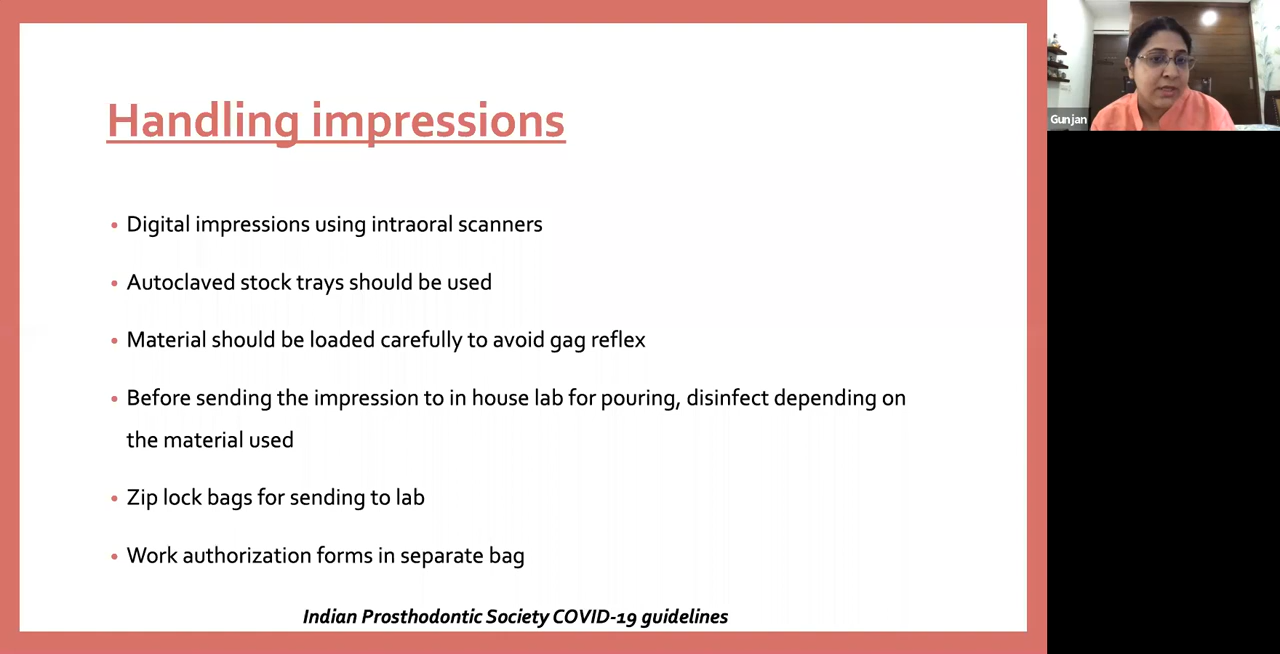 Handling impressions
• Digital impressions using intraoral scanners
• Autoclaved stock trays should be used
• Material should be loaded carefully to avoid gag reflex
• Before sending the impression to in house lab for pouring, disinfect depending on
the material used
• Zip lock bags for sending to lab
• Work authorization forms in separate bag
Indian Prosthodontic Society COVID-19 guidelines
Gunjan